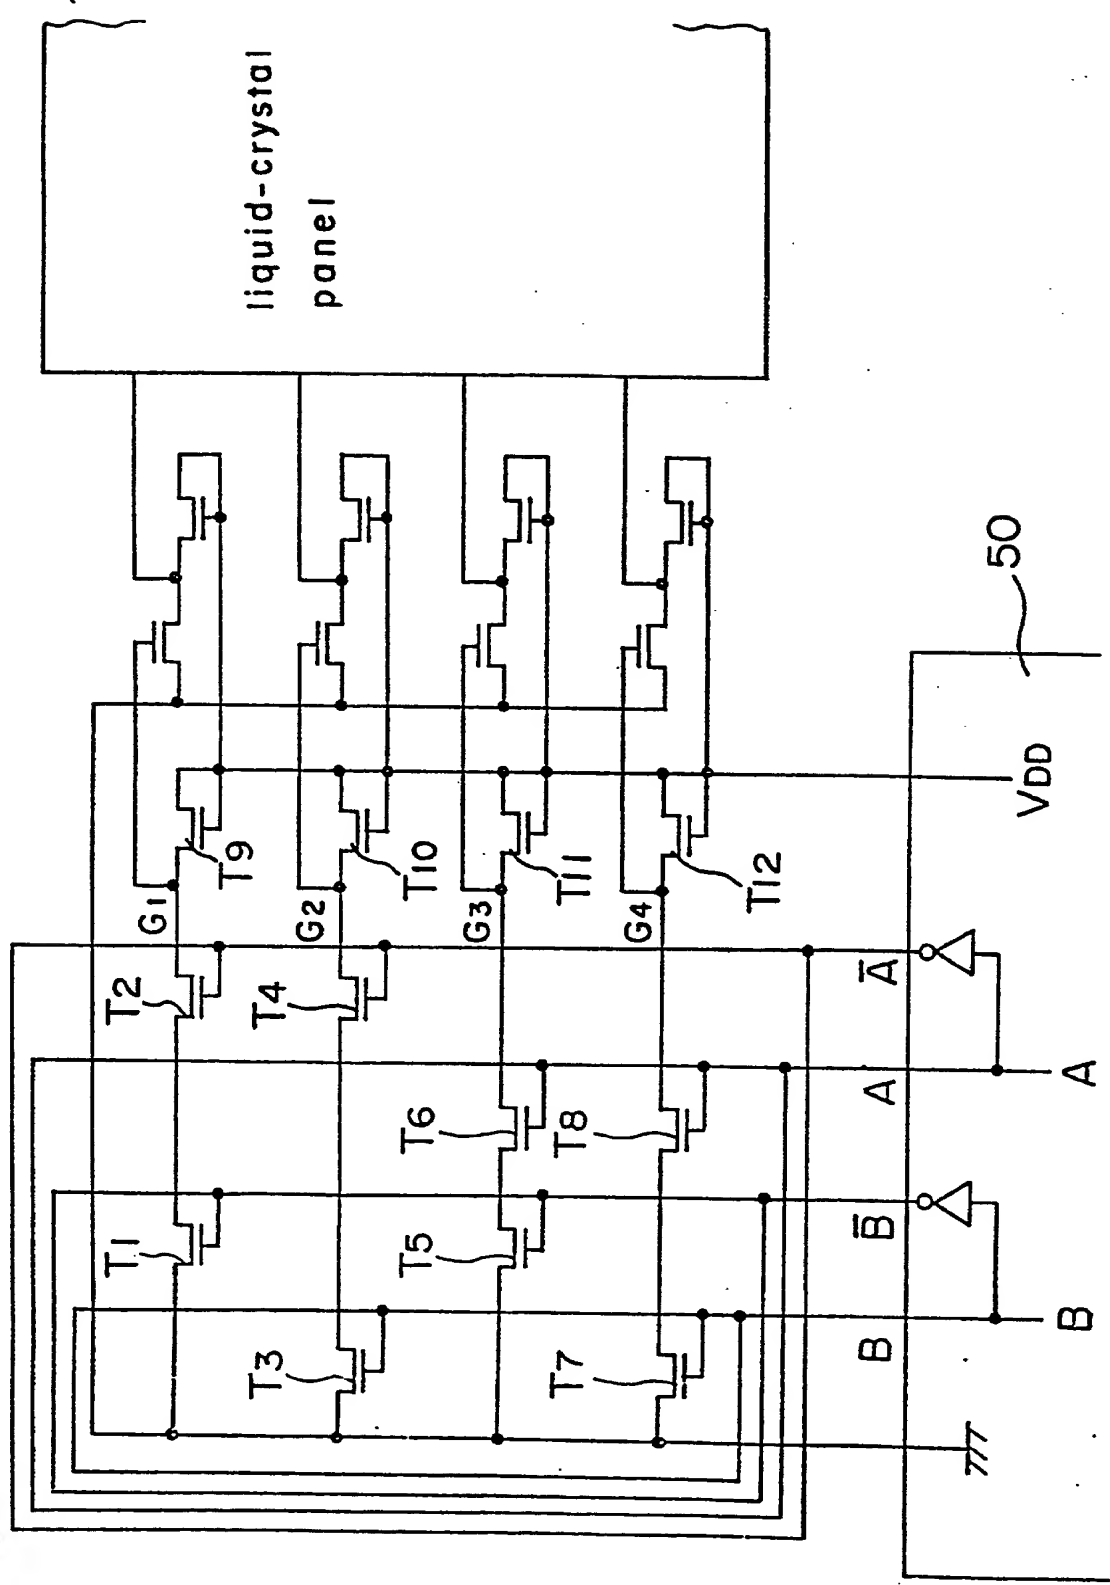 liquid-crystal
panel
T9
T10
T11
T12
G1
G2
G3
G4
T2
T4
T6
T8
T1
T5
T3
T7
50
VDD
A̅
A
B̅
B
A
B